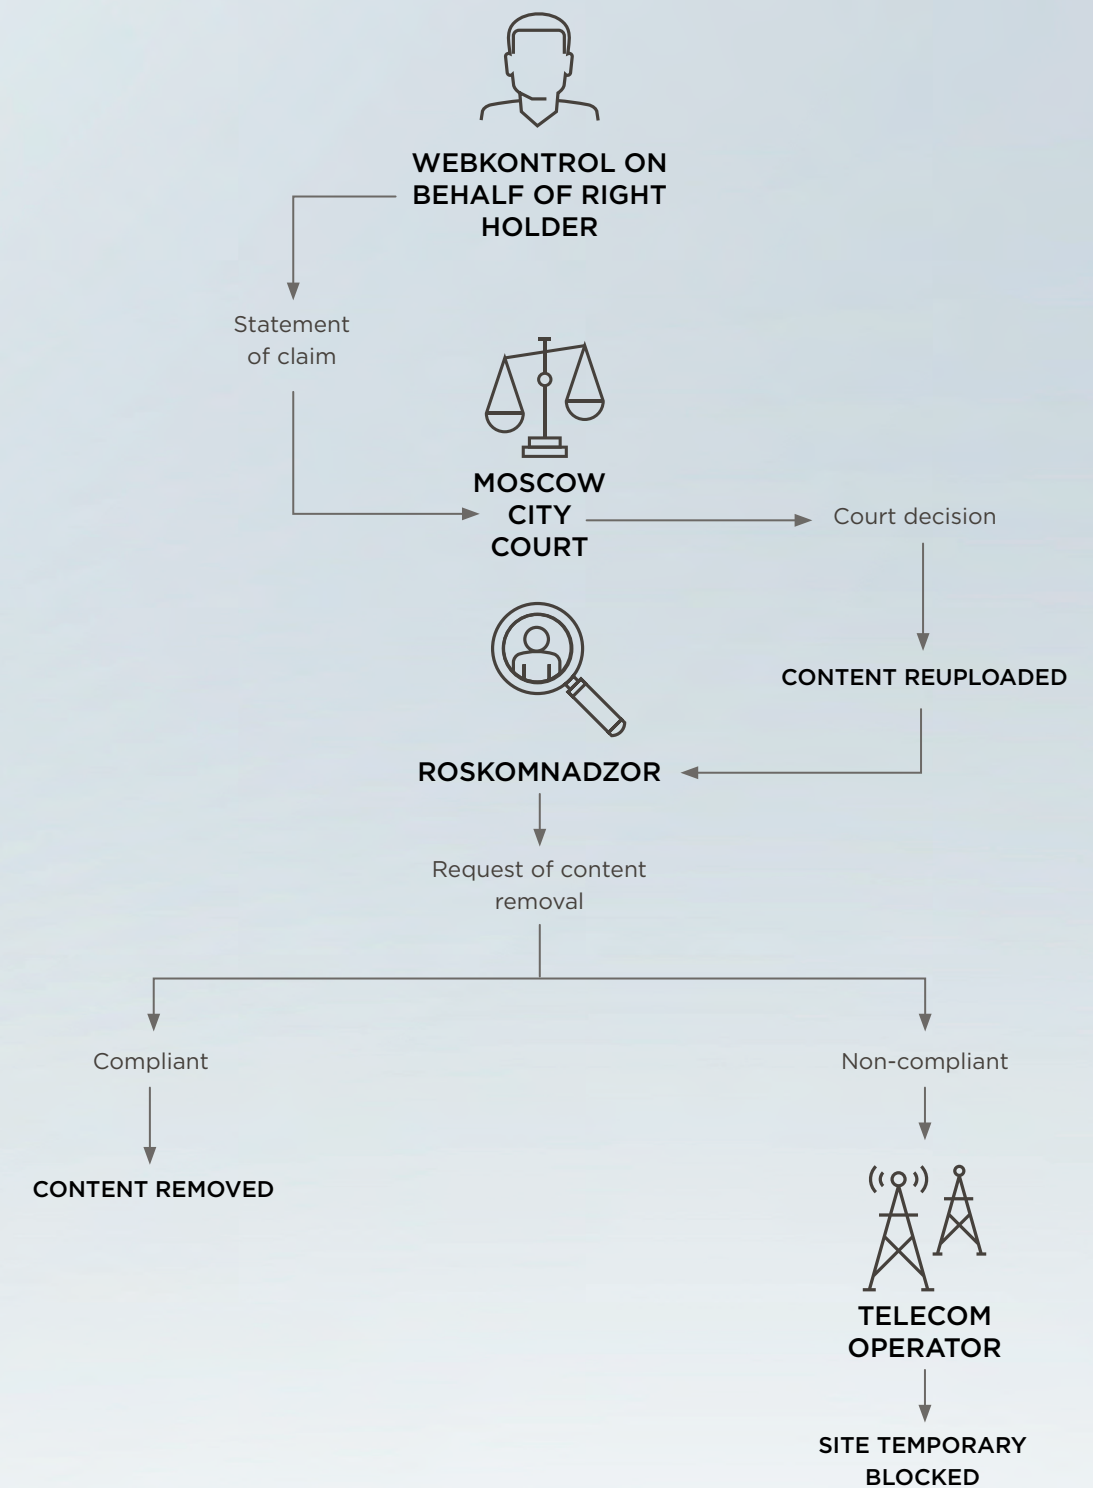 WEBKONTROL ON
BEHALF OF RIGHT
HOLDER
Statement
of claim
MOSCOW
CITY
COURT
Court decision
CONTENT REUPLOADED
ROSKOMNADZOR
Request of content
removal
Compliant
Non-compliant
CONTENT REMOVED
TELECOM
OPERATOR
SITE TEMPORARY
BLOCKED